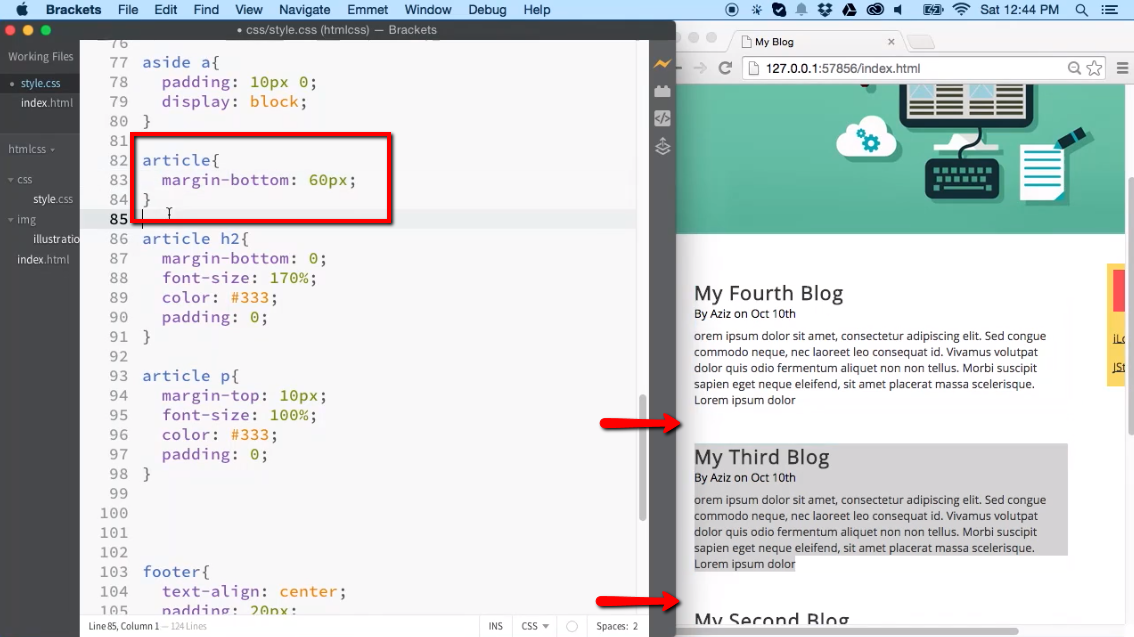 Brackets File Edit Find View Navigate Emmet Window Debug Help Sat 12:44 PM
• css/style.css (htmlcss) — Brackets
Working Files
• style.css
index.html
htmlcss
css
style.css
img
illustratio
index.html
76
77 aside a{
78 padding: 10px 0;
79 display: block;
80 }
81
82 article{
83 margin-bottom: 60px;
84 }
85
86 article h2{
87 margin-bottom: 0;
88 font-size: 170%;
89 color: #333;
90 padding: 0;
91 }
92
93 article p{
94 margin-top: 10px;
95 font-size: 100%;
96 color: #333;
97 padding: 0;
98 }
99
100
101
102
103 footer{
104 text-align: center;
105 padding: 20px;
Line 85, Column 1 — 124 Lines INS CSS Spaces: 2
My Blog
127.0.0.1:57856/index.html
My Fourth Blog
By Aziz on Oct 10th
orem ipsum dolor sit amet, consectetur adipiscing elit. Sed congue
commodo neque, nec laoreet leo consequat id. Vivamus volutpat
dolor quis odio fermentum aliquet non non tellus. Morbi suscipit
sapien eget neque eleifend, sit amet placerat massa scelerisque.
Lorem ipsum dolor
My Third Blog
By Aziz on Oct 10th
orem ipsum dolor sit amet, consectetur adipiscing elit. Sed congue
commodo neque, nec laoreet leo consequat id. Vivamus volutpat
dolor quis odio fermentum aliquet non non tellus. Morbi suscipit
sapien eget neque eleifend, sit amet placerat massa scelerisque.
Lorem ipsum dolor
My Second Blog
iLo
jSt